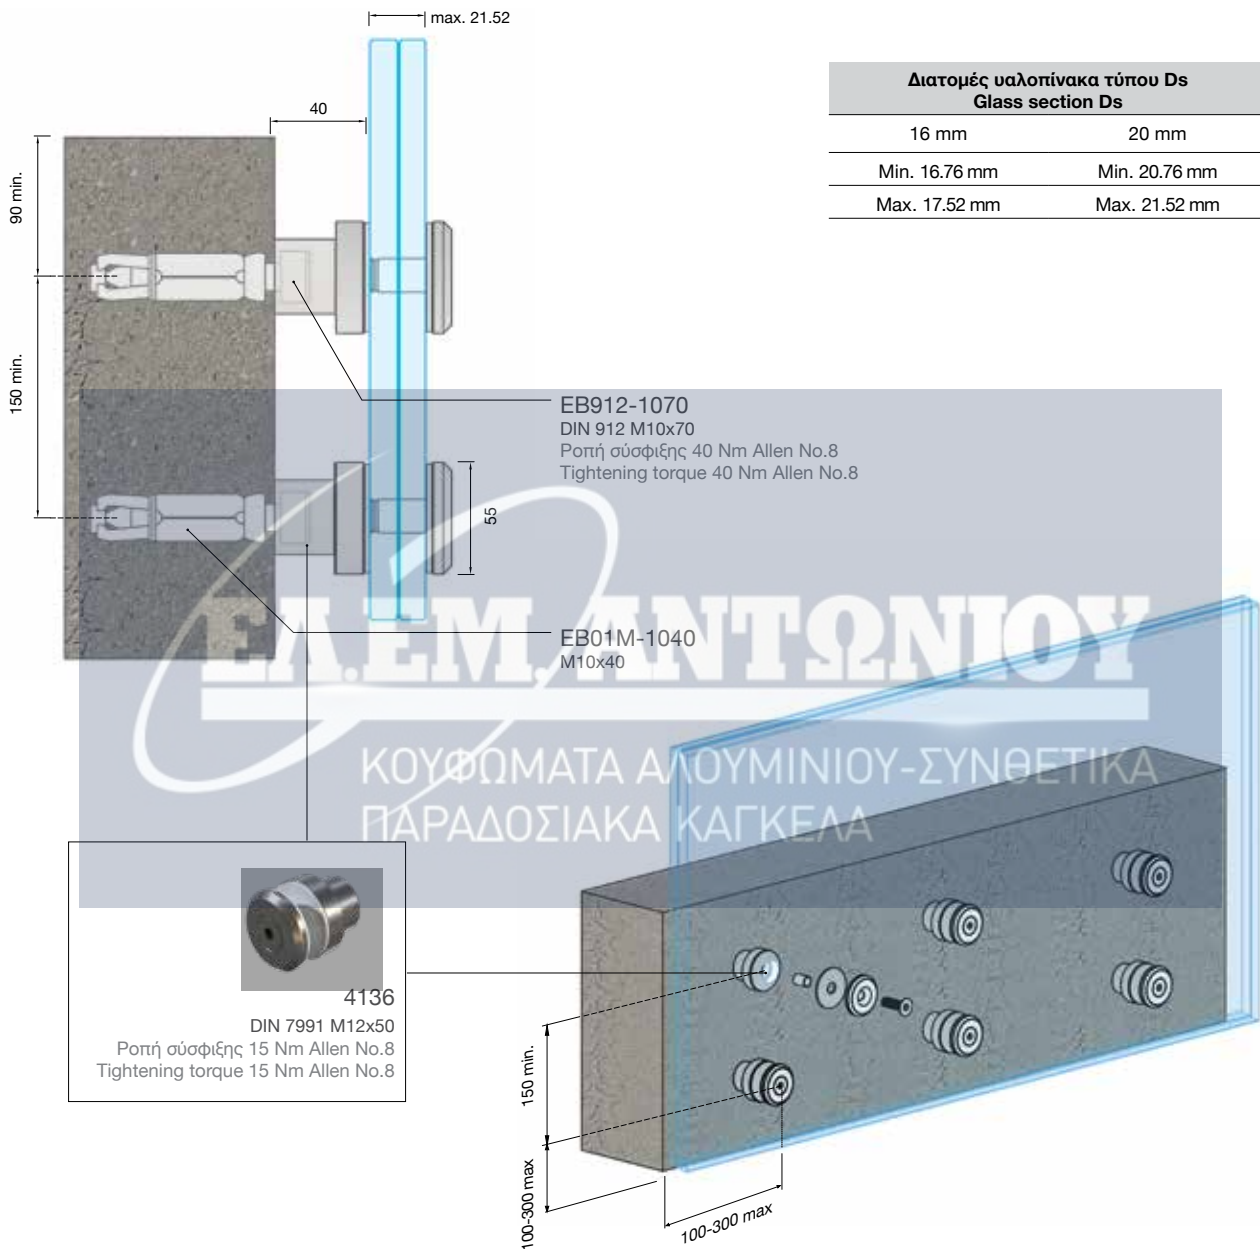 max. 21.52
40
90 min.
150 min.
Διατομές υαλοπίνακα τύπου Ds
Glass section Ds
16 mm 20 mm
Min. 16.76 mm Min. 20.76 mm
Max. 17.52 mm Max. 21.52 mm
EB912-1070
DIN 912 M10x70
Ροπή σύσφιξης 40 Nm Allen No.8
Tightening torque 40 Nm Allen No.8
55
EB01M-1040
M10x40
ΕΛ.ΕΜ. ΑΝΤΩΝΙΟΥ
ΚΟΥΦΩΜΑΤΑ ΑΛΟΥΜΙΝΙΟΥ-ΣΥΝΘΕΤΙΚΑ
ΠΑΡΑΔΟΣΙΑΚΑ ΚΑΓΚΕΛΑ
4136
DIN 7991 M12x50
Ροπή σύσφιξης 15 Nm Allen No.8
Tightening torque 15 Nm Allen No.8
150 min.
100-300 max
100-300 max